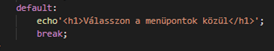 default:
echo'<h1>Válasszon a menüpontok közül</h1>';
break;